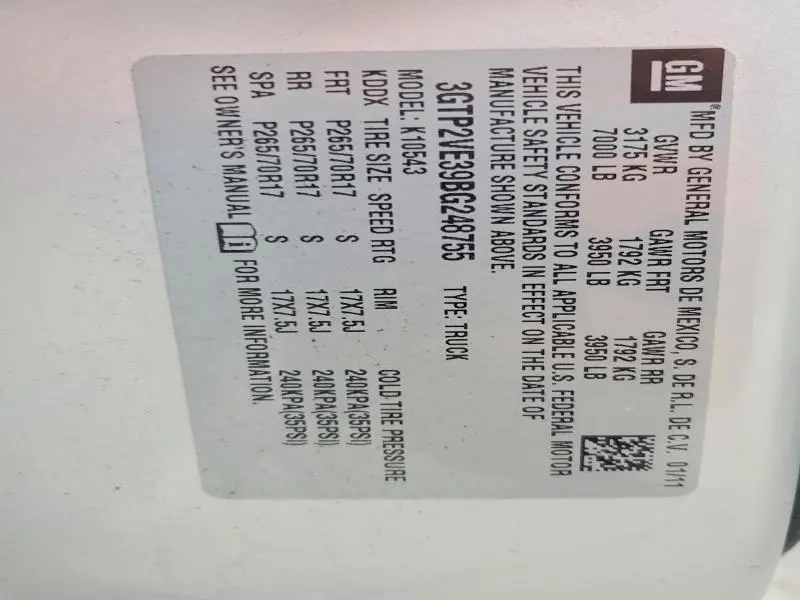 GM
®MFD BY GENERAL MOTORS DE MEXICO, S. DE R.L. DE C.V. 01/11
GVWR GAWR FRT GAWR RR
3175 KG 1792 KG 1792 KG
7000 LB 3950 LB 3950 LB
THIS VEHICLE CONFORMS TO ALL APPLICABLE U.S. FEDERAL MOTOR
VEHICLE SAFETY STANDARDS IN EFFECT ON THE DATE OF
MANUFACTURE SHOWN ABOVE.
3GTP2VE39BG248755 TYPE: TRUCK
MODEL: K10543
KDDX TIRE SIZE SPEED RTG RIM COLD TIRE PRESSURE
FRT P265/70R17 S 17X7.5J 240KPA(35PSI)
RR P265/70R17 S 17X7.5J 240KPA(35PSI)
SPA P265/70R17 S 17X7.5J 240KPA(35PSI)
SEE OWNER'S MANUAL FOR MORE INFORMATION.